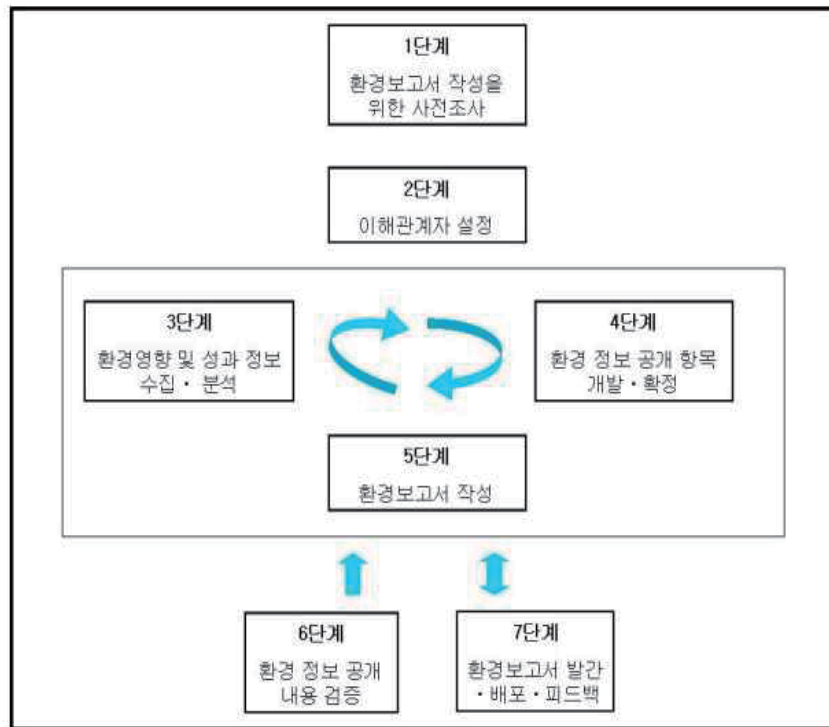 1단계
환경보고서 작성을
위한 사전조사
2단계
이해관계자 설정
3단계
환경영향 및 성과 정보
수집 · 분석
4단계
환경 정보 공개 항목
개발 · 확정
5단계
환경보고서 작성
6단계
환경 정보 공개
내용 검증
7단계
환경보고서 발간
· 배포 · 피드백